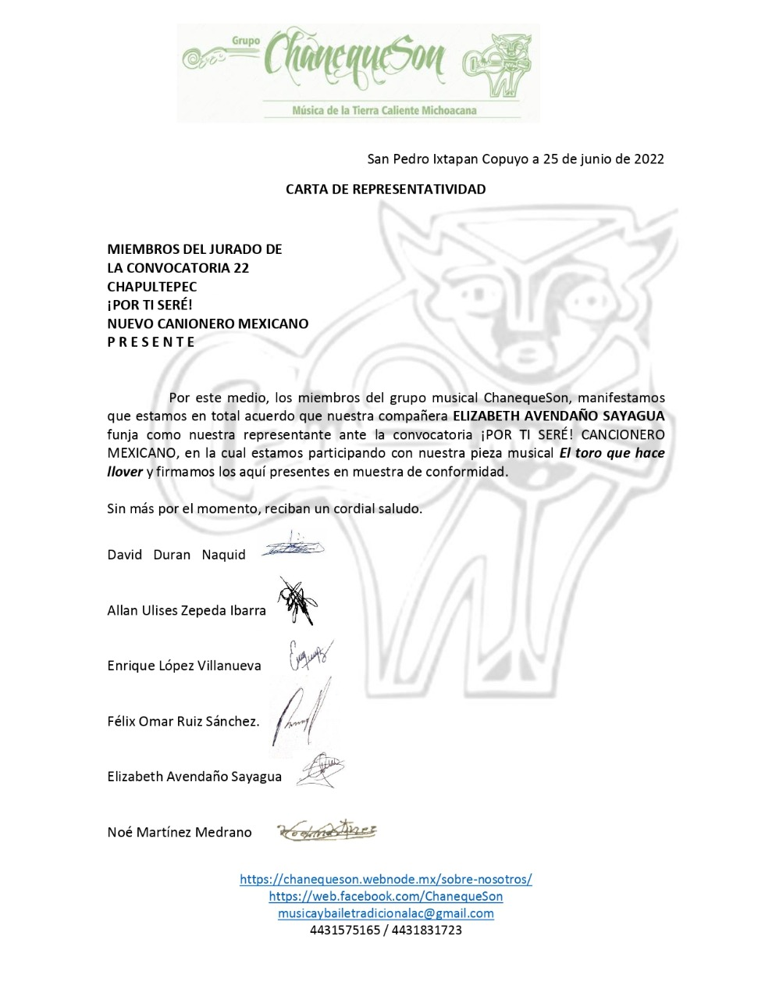 Grupo
ChanequeSon
Música de la Tierra Caliente Michoacana
San Pedro Ixtapan Copuyo a 25 de junio de 2022
CARTA DE REPRESENTATIVIDAD
MIEMBROS DEL JURADO DE
LA CONVOCATORIA 22
CHAPULTEPEC
¡POR TI SERÉ!
NUEVO CANIONERO MEXICANO
P R E S E N T E
Por este medio, los miembros del grupo musical ChanequeSon, manifestamos
que estamos en total acuerdo que nuestra compañera ELIZABETH AVENDAÑO SAYAGUA
funja como nuestra representante ante la convocatoria ¡POR TI SERÉ! CANCIONERO
MEXICANO, en la cual estamos participando con nuestra pieza musical El toro que hace
llover y firmamos los aquí presentes en muestra de conformidad.
Sin más por el momento, reciban un cordial saludo.
David Duran Naquid
Allan Ulises Zepeda Ibarra
Enrique López Villanueva
Félix Omar Ruiz Sánchez.
Elizabeth Avendaño Sayagua
Noé Martínez Medrano
https://chanequeson.webnode.mx/sobre-nosotros/
https://web.facebook.com/ChanequeSon
musicaybailetradicionalac@gmail.com
4431575165 / 4431831723